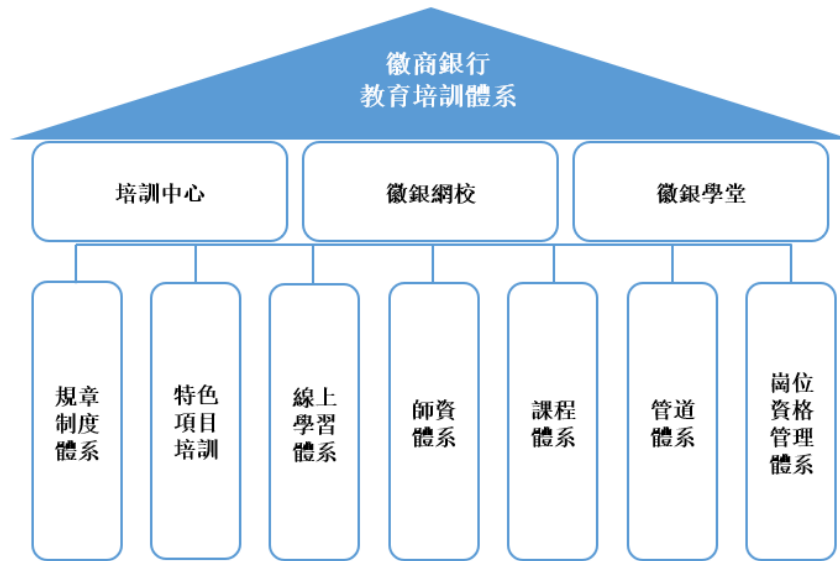 徽商銀行
教育培訓體系
培訓中心
徽銀網校
徽銀學堂
規章
制度
體系
特色
項目
培訓
線上
學習
體系
師資
體系
課程
體系
管道
體系
崗位
資格
管理
體系